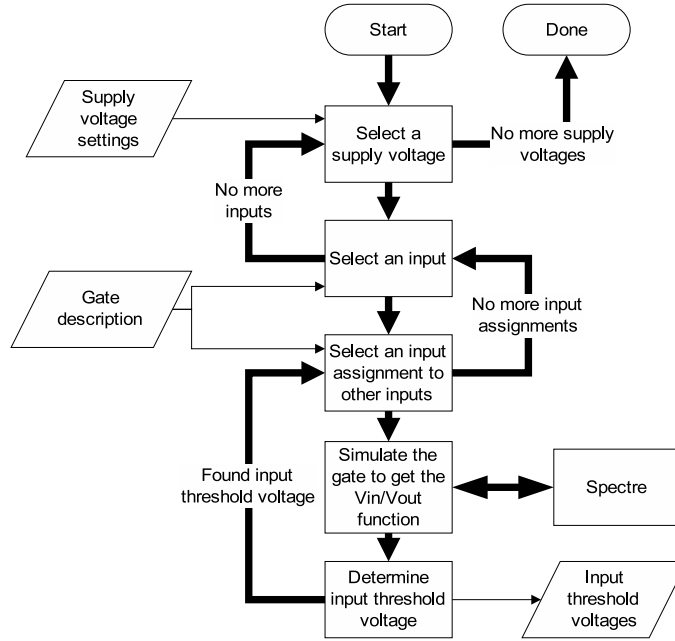 Start
Done
Supply
voltage
settings
Select a
supply voltage
No more supply
voltages
No more
inputs
Select an input
Gate
description
No more input
assignments
Select an input
assignment to
other inputs
Simulate the
gate to get the
Vin/Vout
function
Found input
threshold voltage
Spectre
Determine
input threshold
voltage
Input
threshold
voltages